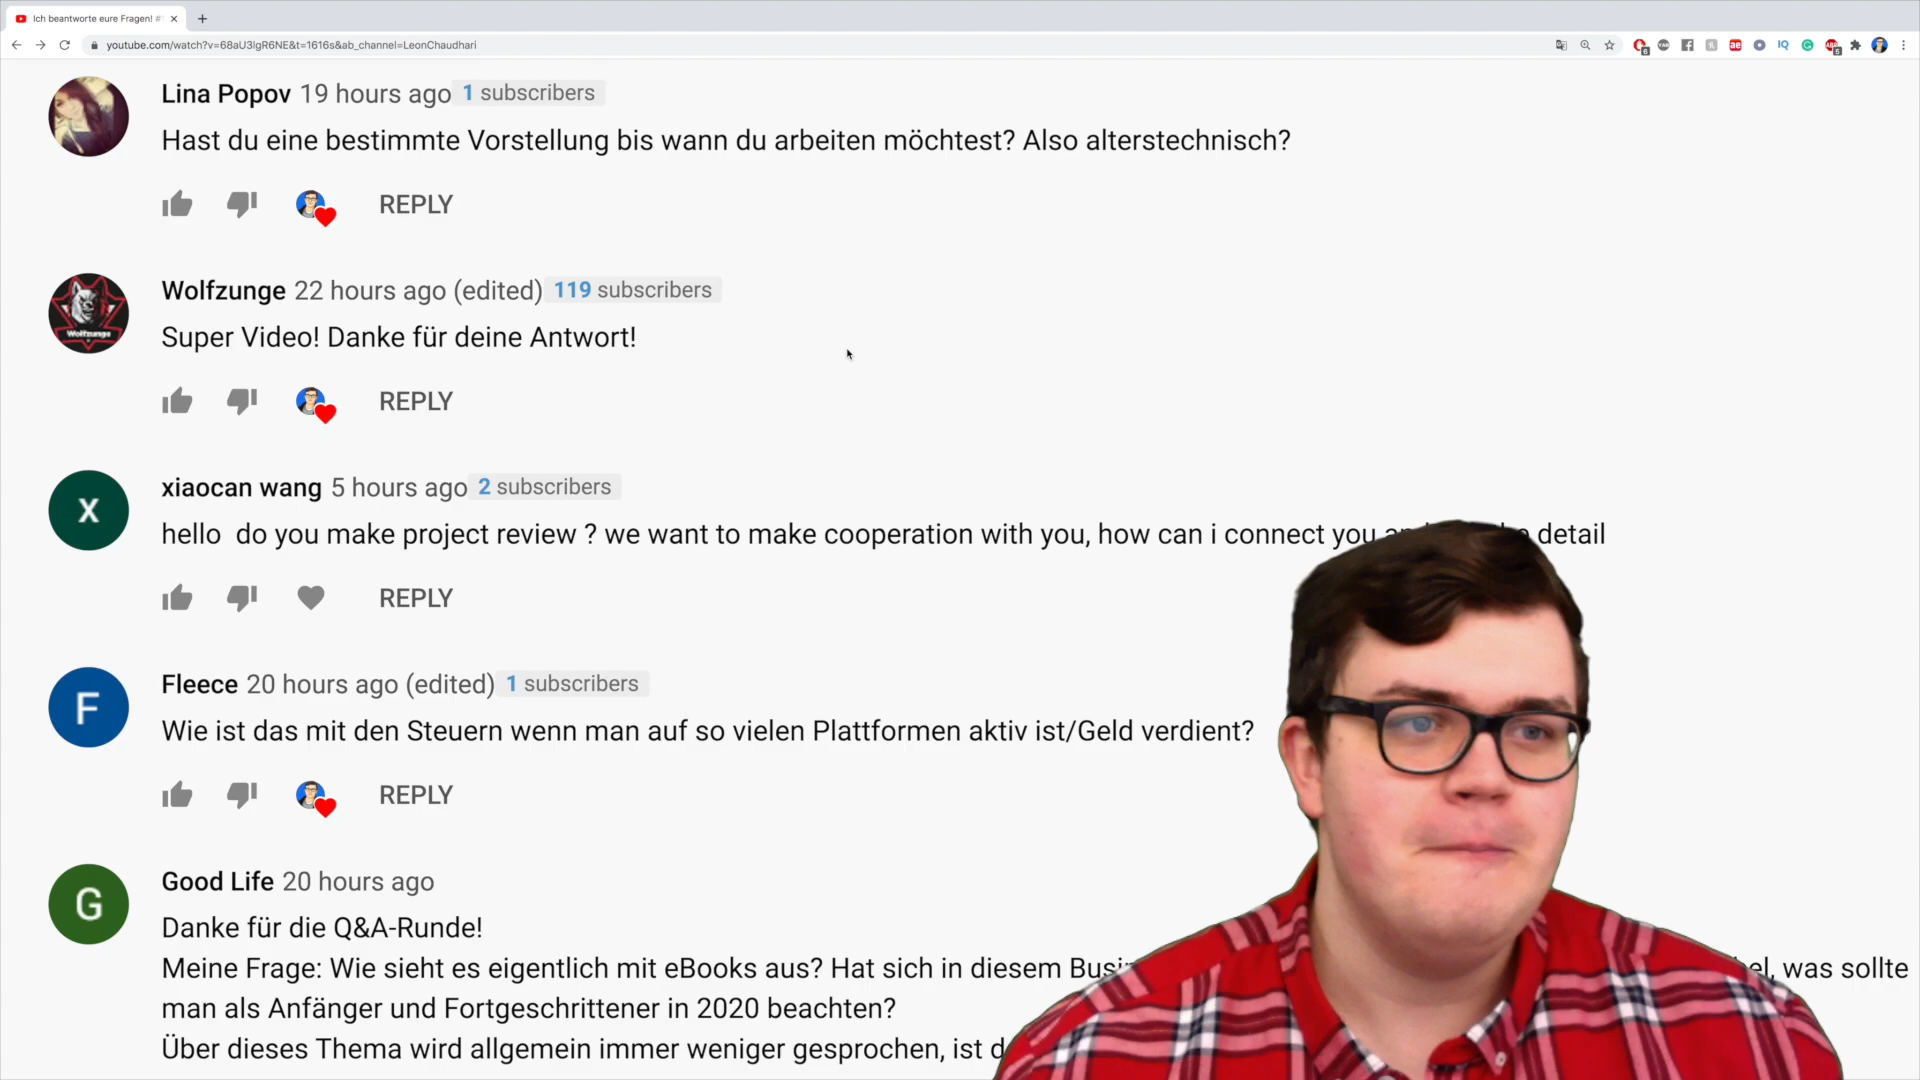 Ich beantworte eure Fragen! #
youtube.com/watch?v=68aU3lgR6NE&t=1616s&ab_channel=LeonChaudhari
Lina Popov 19 hours ago 1 subscribers
Hast du eine bestimmte Vorstellung bis wann du arbeiten möchtest? Also alterstechnisch?
REPLY
Wolfzunge 22 hours ago (edited) 119 subscribers
Super Video! Danke für deine Antwort!
Wolfzunge
REPLY
X
xiaocan wang 5 hours ago 2 subscribers
hello do you make project review ? we want to make cooperation with you, how can i connect you detail
REPLY
F
Fleece 20 hours ago (edited) 1 subscribers
Wie ist das mit den Steuern wenn man auf so vielen Plattformen aktiv ist/Geld verdient?
REPLY
G
Good Life 20 hours ago
Danke für die Q&A-Runde!
Meine Frage: Wie sieht es eigentlich mit eBooks aus? Hat sich in diesem was sollte
man als Anfänger und Fortgeschrittener in 2020 beachten?
Über dieses Thema wird allgemein immer weniger gesprochen, ist